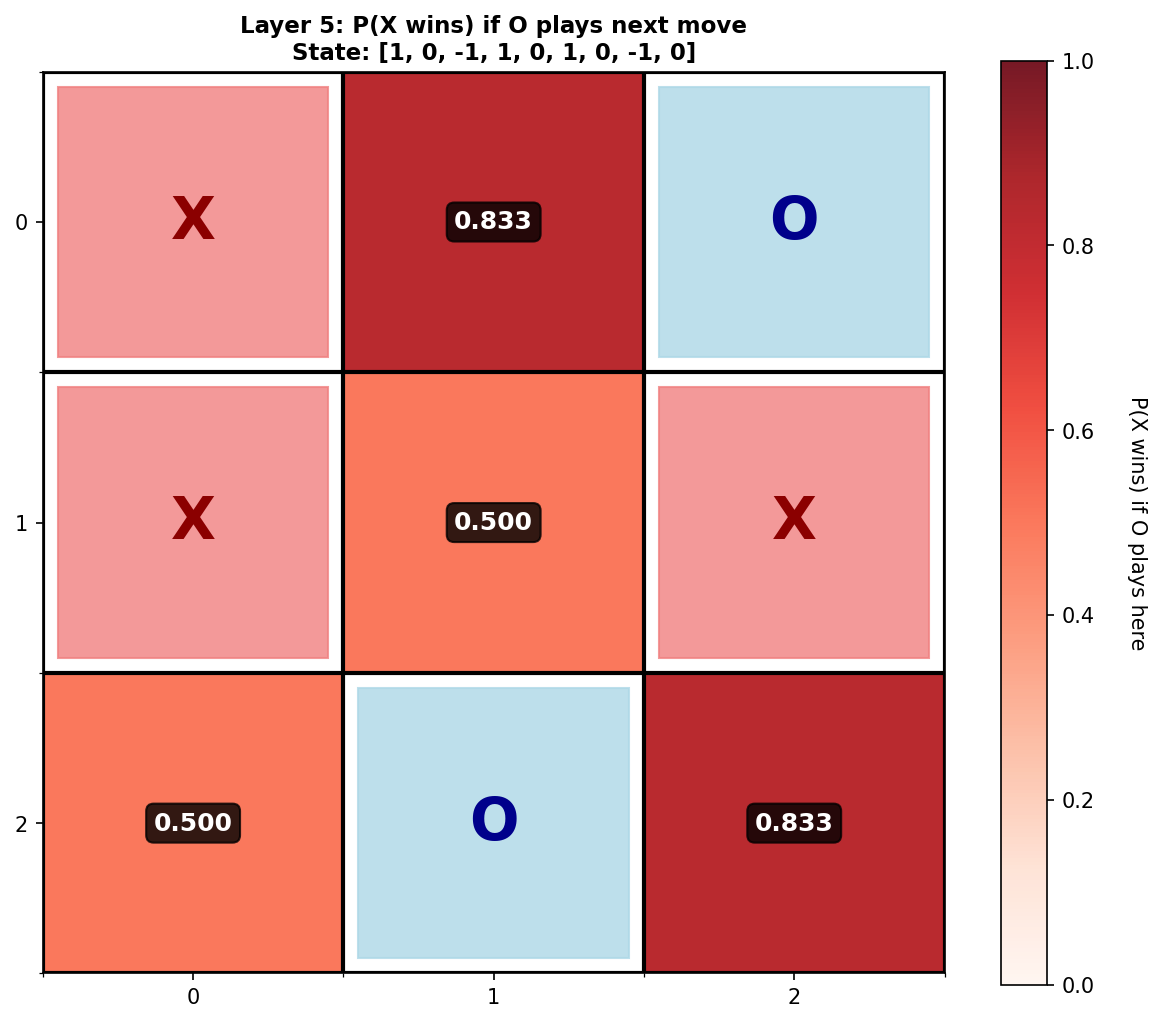 Layer 5: P(X wins) if O plays next move
State: [1, 0, -1, 1, 0, 1, 0, -1, 0]
0
X
0.833
O
1
X
0.500
X
2
0.500
O
0.833
0
1
2
1.0
0.8
0.6
0.4
0.2
0.0
P(X wins) if O plays here